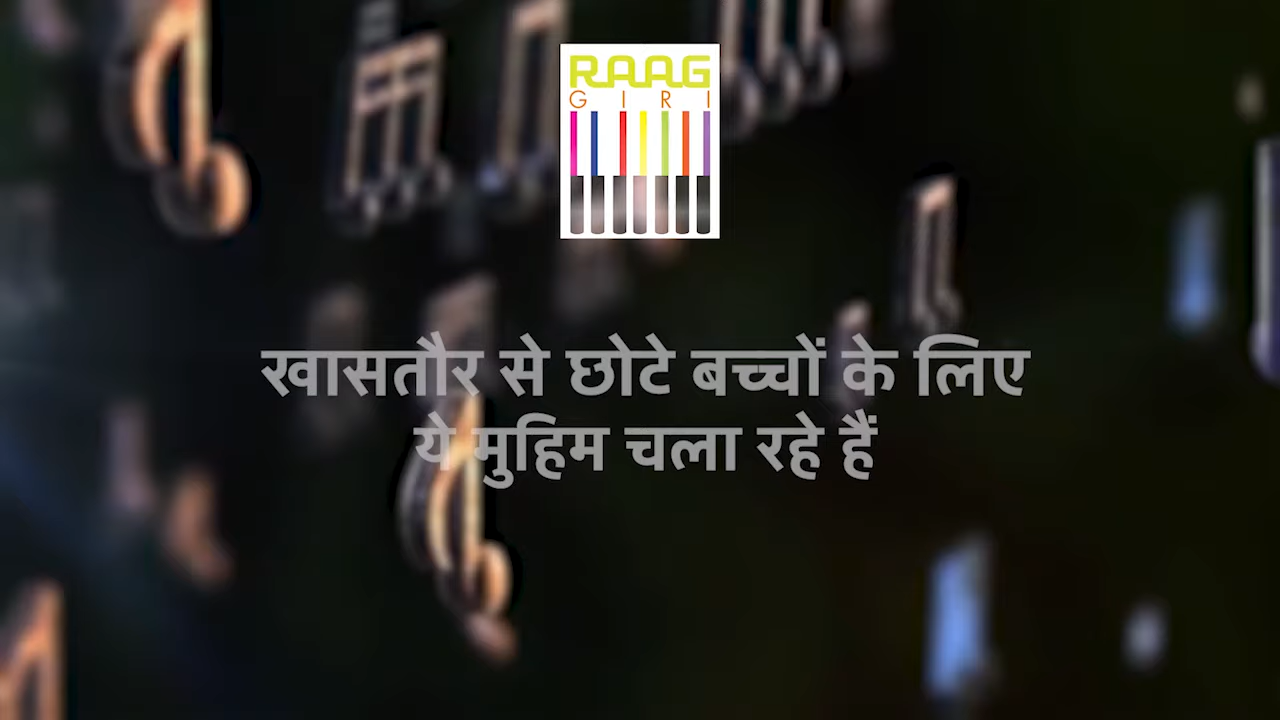 RAAG
GIRI
खासतौर से छोटे बच्चों के लिए
ये मुहिम चला रहे हैं